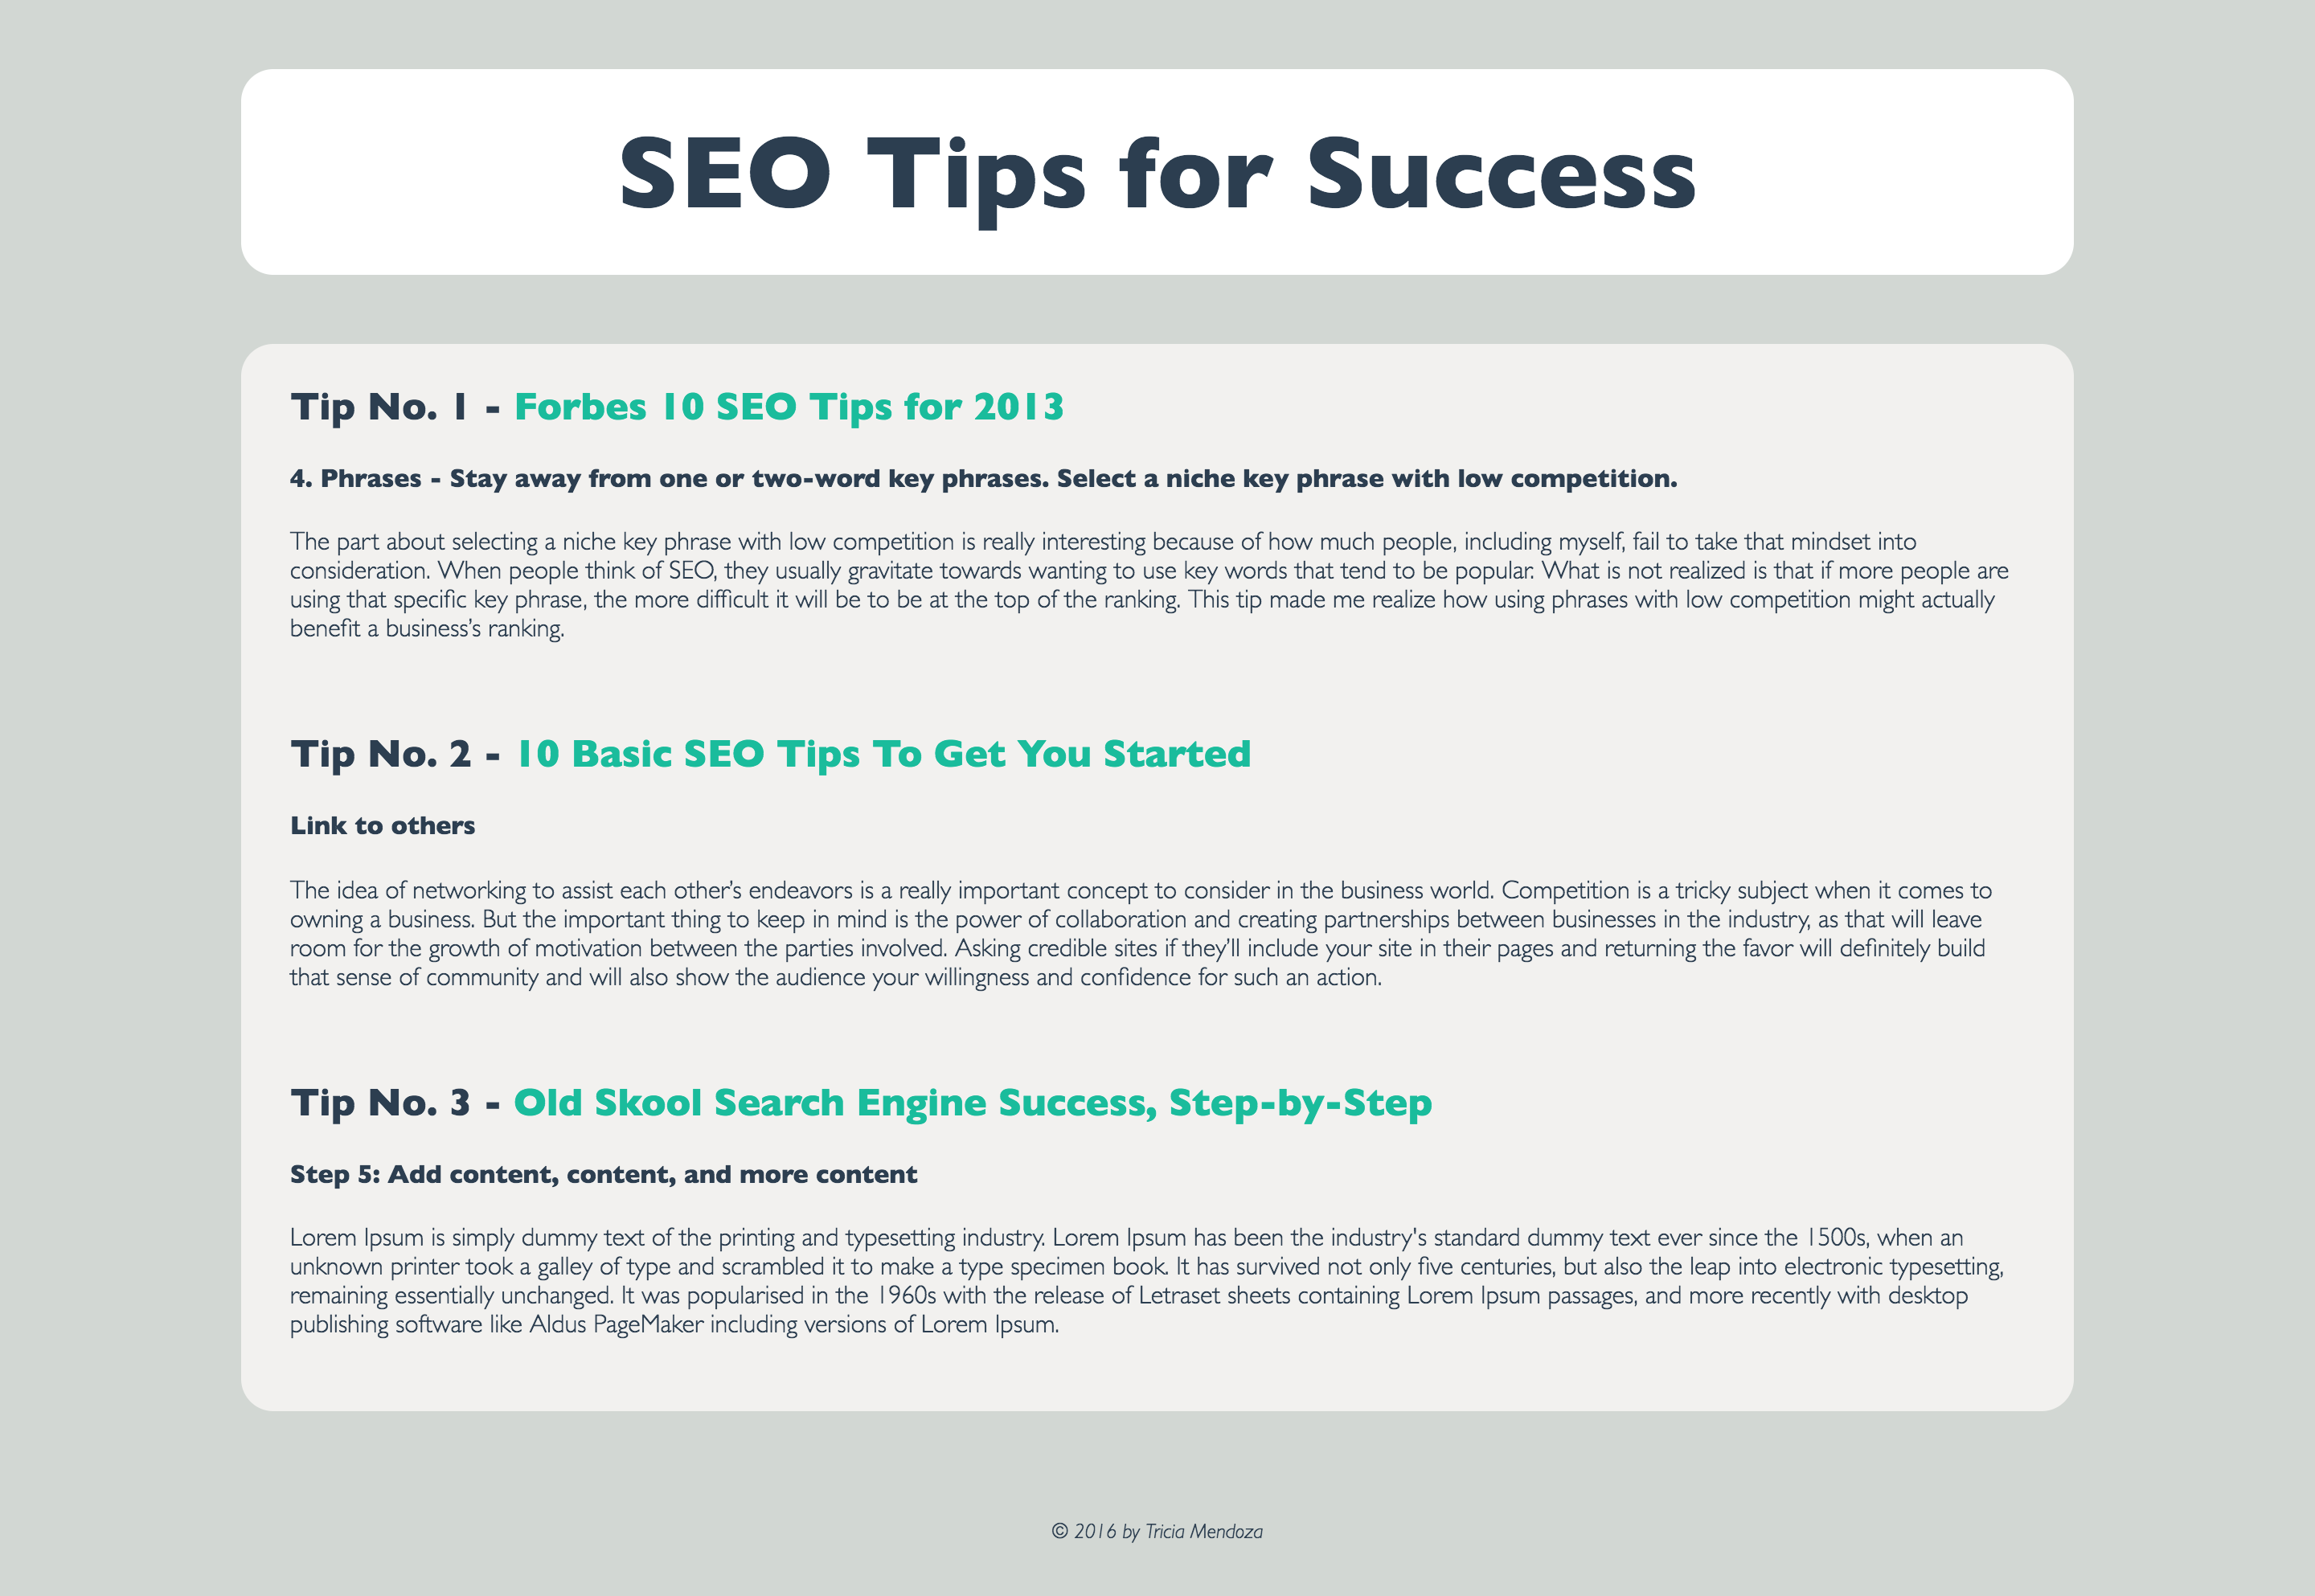 SEO Tips for Success
Tip No. 1 - Forbes 10 SEO Tips for 2013
4. Phrases - Stay away from one or two-word key phrases. Select a niche key phrase with low competition.
The part about selecting a niche key phrase with low competition is really interesting because of how much people, including myself, fail to take that mindset into
consideration. When people think of SEO, they usually gravitate towards wanting to use key words that tend to be popular. What is not realized is that if more people are
using that specific key phrase, the more difficult it will be to be at the top of the ranking. This tip made me realize how using phrases with low competition might actually
benefit a business’s ranking.
Tip No. 2 - 10 Basic SEO Tips To Get You Started
Link to others
The idea of networking to assist each other’s endeavors is a really important concept to consider in the business world. Competition is a tricky subject when it comes to
owning a business. But the important thing to keep in mind is the power of collaboration and creating partnerships between businesses in the industry, as that will leave
room for the growth of motivation between the parties involved. Asking credible sites if they’ll include your site in their pages and returning the favor will definitely build
that sense of community and will also show the audience your willingness and confidence for such an action.
Tip No. 3 - Old Skool Search Engine Success, Step-by-Step
Step 5: Add content, content, and more content
Lorem Ipsum is simply dummy text of the printing and typesetting industry. Lorem Ipsum has been the industry's standard dummy text ever since the 1500s, when an
unknown printer took a galley of type and scrambled it to make a type specimen book. It has survived not only five centuries, but also the leap into electronic typesetting,
remaining essentially unchanged. It was popularised in the 1960s with the release of Letraset sheets containing Lorem Ipsum passages, and more recently with desktop
publishing software like Aldus PageMaker including versions of Lorem Ipsum.
© 2016 by Tricia Mendoza